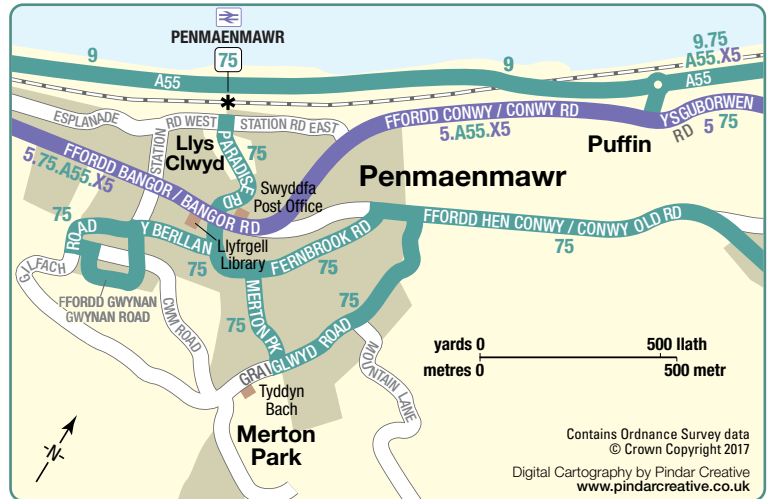 PENMAENMAWR
75
9
A55
9
9.75
A55.X5
A55
ESPLANADE
STATION
RD WEST
STATION RD EAST
FFORDD CONWY / CONWY RD
5.A55.X5
YSGUBORWEN
RD
5 75
Puffin
Llys
Clwyd
PARADISE
RD
75
5.75.A55.X5
FFORDD BANGOR / BANGOR RD
Swyddfa
Post Office
Penmaenmawr
75
ROAD
Y BERLLAN
Llyfrgell
Library
FERNBROOK RD
FFORDD HEN CONWY / CONWY OLD RD
75
GILFACH
75
75
FFORDD GWYNAN
GWYNAN ROAD
CWM ROAD
MERTON PK
75
75
GRAIGLWYD ROAD
MOUNTAIN LANE
yards 0
500 llath
metres 0
500 metr
Tyddyn
Bach
Merton
Park
-N-
Contains Ordnance Survey data
© Crown Copyright 2017
Digital Cartography by Pindar Creative
www.pindarcreative.co.uk